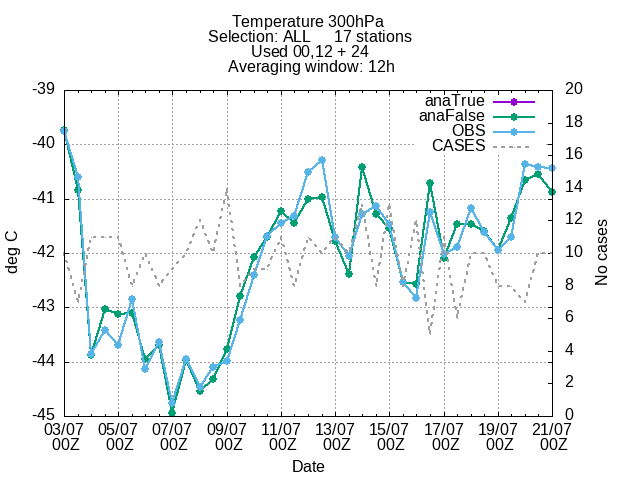 Temperature 300hPa
Selection: ALL 17 stations
Used 00,12 + 24
Averaging window: 12h
-39 20
anaTrue
18
anaFalse
OBS
-40 16
CASES
14
-41
12
-42 10
8
-43
6
-44 4
2
-45 0
deg C
No cases
03/07 05/07 07/07 09/07 11/07 13/07 15/07 17/07 19/07 21/07
00Z 00Z 00Z 00Z 00Z 00Z 00Z 00Z 00Z 00Z
Date